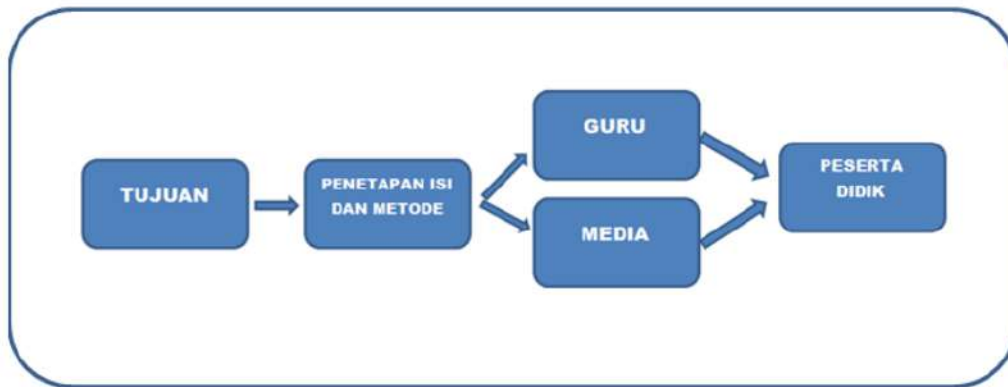 TUJUAN
PENETAPAN ISI
DAN METODE
GURU
MEDIA
PESERTA
DIDIK